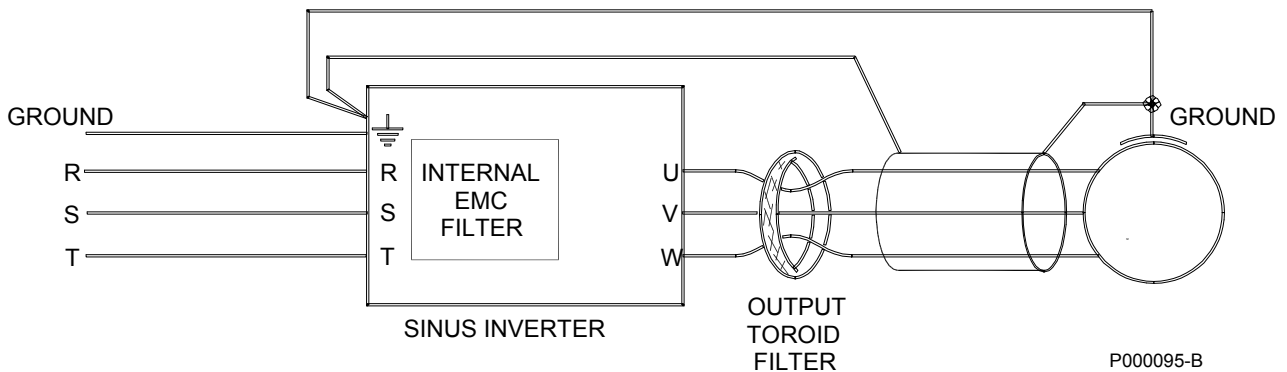 GROUND
R
S
T
R
S
T
INTERNAL
EMC
FILTER
U
V
W
SINUS INVERTER
OUTPUT
TOROID
FILTER
GROUND
P000095-B